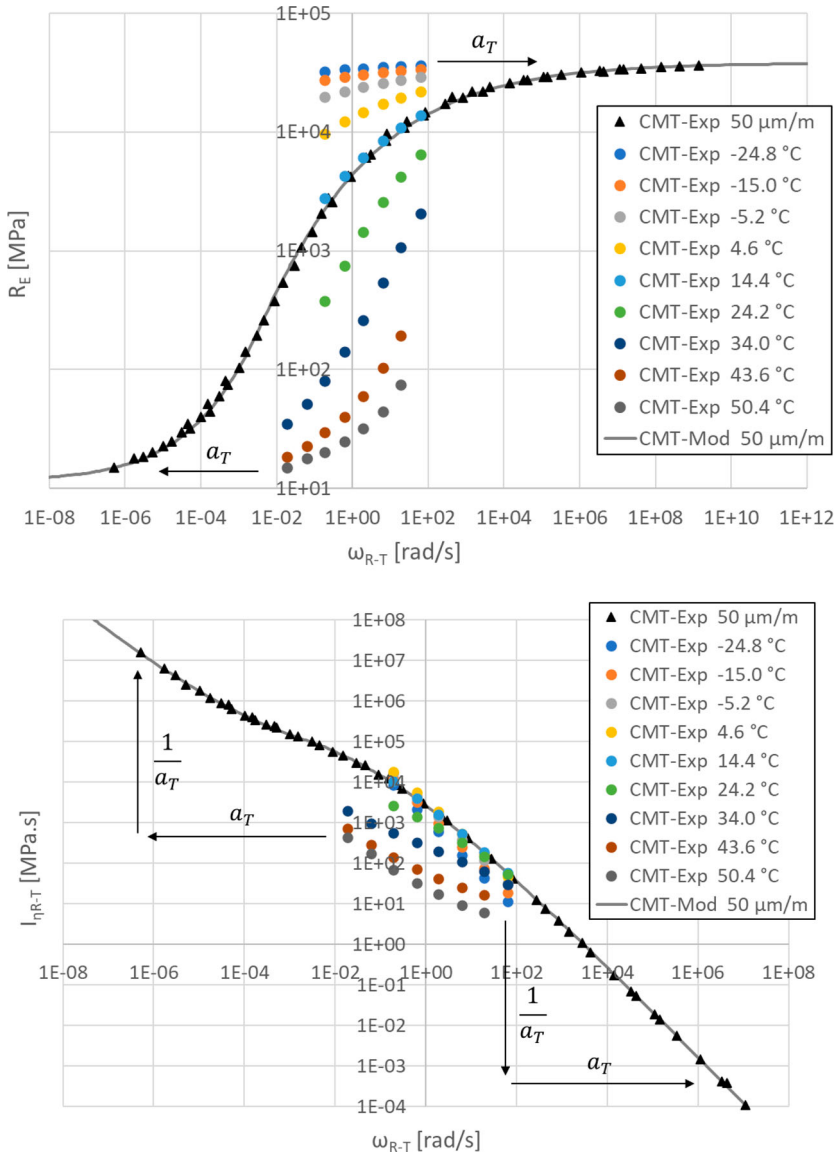 1E+05
1E+04
1E+03
1E+02
1E+01
R_E [MPa]
a_T
a_T
CMT-Exp 50 µm/m
CMT-Exp -24.8 °C
CMT-Exp -15.0 °C
CMT-Exp -5.2 °C
CMT-Exp 4.6 °C
CMT-Exp 14.4 °C
CMT-Exp 24.2 °C
CMT-Exp 34.0 °C
CMT-Exp 43.6 °C
CMT-Exp 50.4 °C
CMT-Mod 50 µm/m
1E-08 1E-06 1E-04 1E-02 1E+00 1E+02 1E+04 1E+06 1E+08 1E+10 1E+12
ω_R-T [rad/s]
1E+08
1E+07
1E+06
1E+05
1E+04
1E+03
1E+02
1E+01
1E+00
1E-01
1E-02
1E-03
1E-04
I_ηR-T [MPa.s]
1
a_T
a_T
1
a_T
a_T
CMT-Exp 50 µm/m
CMT-Exp -24.8 °C
CMT-Exp -15.0 °C
CMT-Exp -5.2 °C
CMT-Exp 4.6 °C
CMT-Exp 14.4 °C
CMT-Exp 24.2 °C
CMT-Exp 34.0 °C
CMT-Exp 43.6 °C
CMT-Exp 50.4 °C
CMT-Mod 50 µm/m
1E-08 1E-06 1E-04 1E-02 1E+00 1E+02 1E+04 1E+06 1E+08
ω_R-T [rad/s]